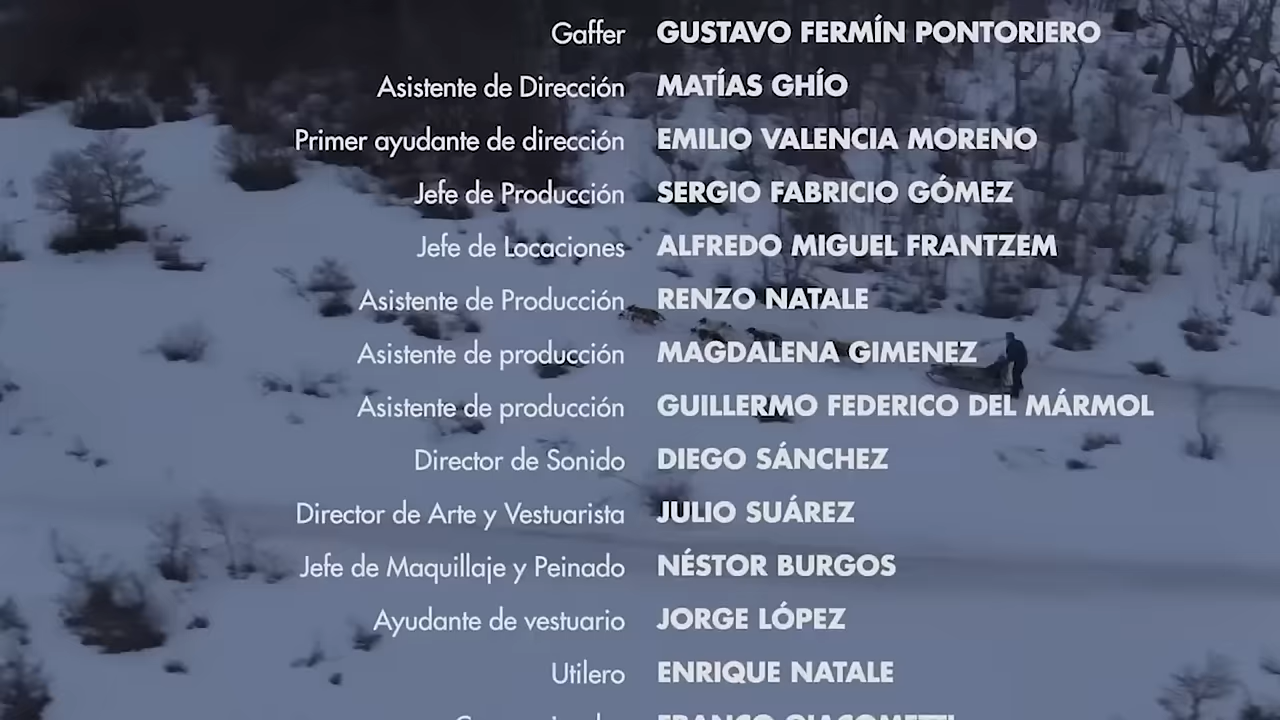 Gaffer GUSTAVO FERMÍN PONTORIERO
Asistente de Dirección MATÍAS GHÍO
Primer ayudante de dirección EMILIO VALENCIA MORENO
Jefe de Producción SERGIO FABRICIO GÓMEZ
Jefe de Locaciones ALFREDO MIGUEL FRANTZEM
Asistente de Producción RENZO NATALE
Asistente de producción MAGDALENA GIMENEZ
Asistente de producción GUILLERMO FEDERICO DEL MÁRMOL
Director de Sonido DIEGO SÁNCHEZ
Director de Arte y Vestuarista JULIO SUÁREZ
Jefe de Maquillaje y Peinado NÉSTOR BURGOS
Ayudante de vestuario JORGE LÓPEZ
Utilero ENRIQUE NATALE
FRANCO GIACOMETTI